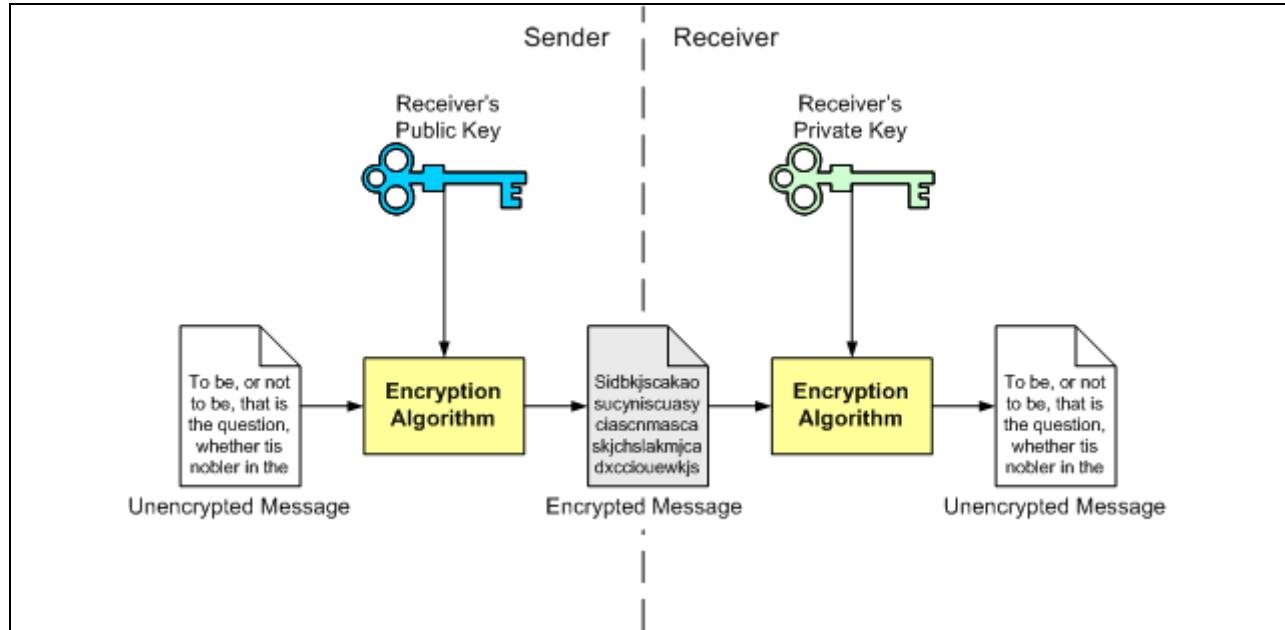 Sender
Receiver
Receiver's
Public Key
Receiver's
Private Key
To be, or not
to be, that is
the question,
whether tis
nobler in the
Unencrypted Message
Encryption
Algorithm
Sidbkjscakao
sucyniscuasy
ciascnmasca
skjchslakmjca
dxcciouewkjs
Encrypted Message
Encryption
Algorithm
To be, or not
to be, that is
the question,
whether tis
nobler in the
Unencrypted Message